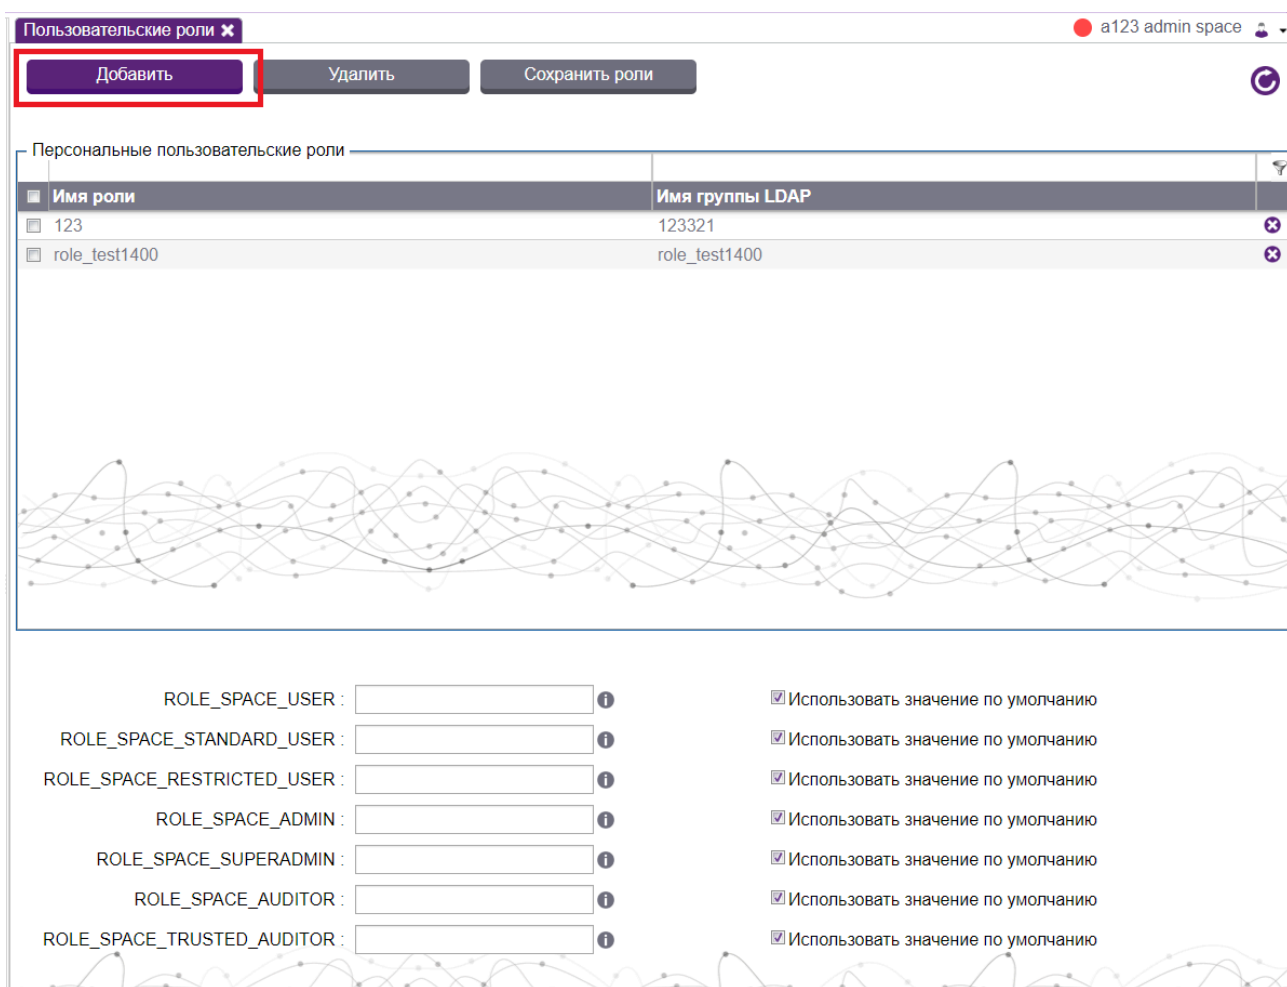 Пользовательские роли
a123 admin space
Добавить Удалить Сохранить роли
Персональные пользовательские роли
Имя роли Имя группы LDAP
123 123321
role_test1400 role_test1400
ROLE_SPACE_USER : Использовать значение по умолчанию
ROLE_SPACE_STANDARD_USER : Использовать значение по умолчанию
ROLE_SPACE_RESTRICTED_USER : Использовать значение по умолчанию
ROLE_SPACE_ADMIN : Использовать значение по умолчанию
ROLE_SPACE_SUPERADMIN : Использовать значение по умолчанию
ROLE_SPACE_AUDITOR : Использовать значение по умолчанию
ROLE_SPACE_TRUSTED_AUDITOR : Использовать значение по умолчанию